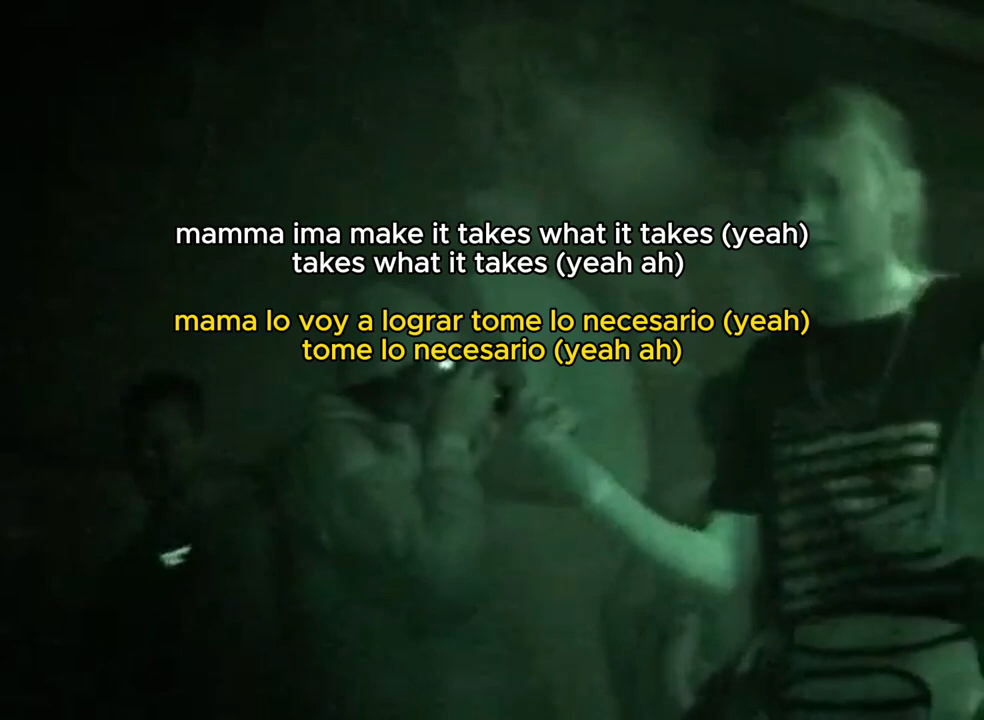 mamma ima make it takes what it takes (yeah)
takes what it takes (yeah ah)
mama lo voy a lograr tome lo necesario (yeah)
tome lo necesario (yeah ah)